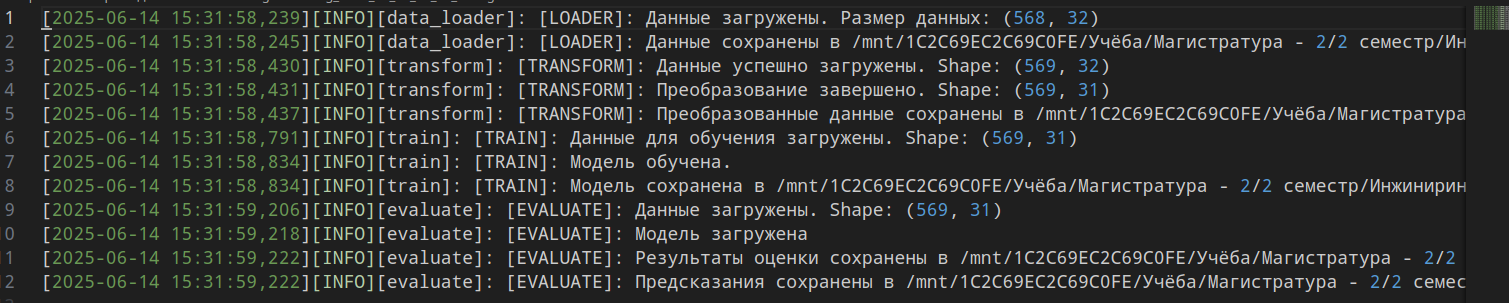 1 [2025-06-14 15:31:58,239][INFO][data_loader]: [LOADER]: Данные загружены. Размер данных: (568, 32)
2 [2025-06-14 15:31:58,245][INFO][data_loader]: [LOADER]: Данные сохранены в /mnt/1C2C69EC2C69C0FE/Учёба/Магистратура - 2/2 семестр/Ин
3 [2025-06-14 15:31:58,430][INFO][transform]: [TRANSFORM]: Данные успешно загружены. Shape: (569, 32)
4 [2025-06-14 15:31:58,431][INFO][transform]: [TRANSFORM]: Преобразование завершено. Shape: (569, 31)
5 [2025-06-14 15:31:58,437][INFO][transform]: [TRANSFORM]: Преобразованные данные сохранены в /mnt/1C2C69EC2C69C0FE/Учёба/Магистратура
6 [2025-06-14 15:31:58,791][INFO][train]: [TRAIN]: Данные для обучения загружены. Shape: (569, 31)
7 [2025-06-14 15:31:58,834][INFO][train]: [TRAIN]: Модель обучена.
8 [2025-06-14 15:31:58,834][INFO][train]: [TRAIN]: Модель сохранена в /mnt/1C2C69EC2C69C0FE/Учёба/Магистратура - 2/2 семестр/Инжинирин
9 [2025-06-14 15:31:59,206][INFO][evaluate]: [EVALUATE]: Данные загружены. Shape: (569, 31)
10 [2025-06-14 15:31:59,218][INFO][evaluate]: [EVALUATE]: Модель загружена
11 [2025-06-14 15:31:59,222][INFO][evaluate]: [EVALUATE]: Результаты оценки сохранены в /mnt/1C2C69EC2C69C0FE/Учёба/Магистратура - 2/2
12 [2025-06-14 15:31:59,222][INFO][evaluate]: [EVALUATE]: Предсказания сохранены в /mnt/1C2C69EC2C69C0FE/Учёба/Магистратура - 2/2 семес